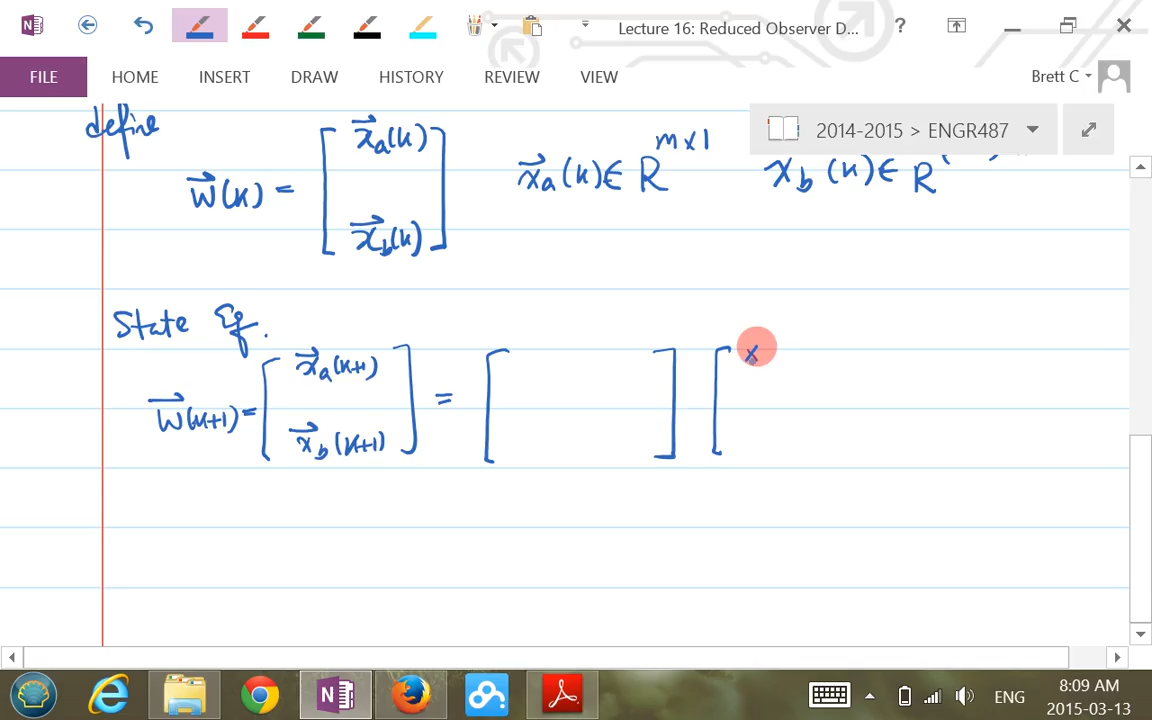 Lecture 16: Reduced Observer D... ?
FILE HOME INSERT DRAW HISTORY REVIEW VIEW Brett C
2014-2015 > ENGR487
define
w⃗(k) = [ x⃗a(k) x⃗b(k) ] x⃗a(k) ∈ R^m×1 xb(k) ∈ R
State Eq.
w⃗(k+1) = [ x⃗a(k+1) x⃗b(k+1) ] = [ ] [ x
ENG
8:09 AM
2015-03-13